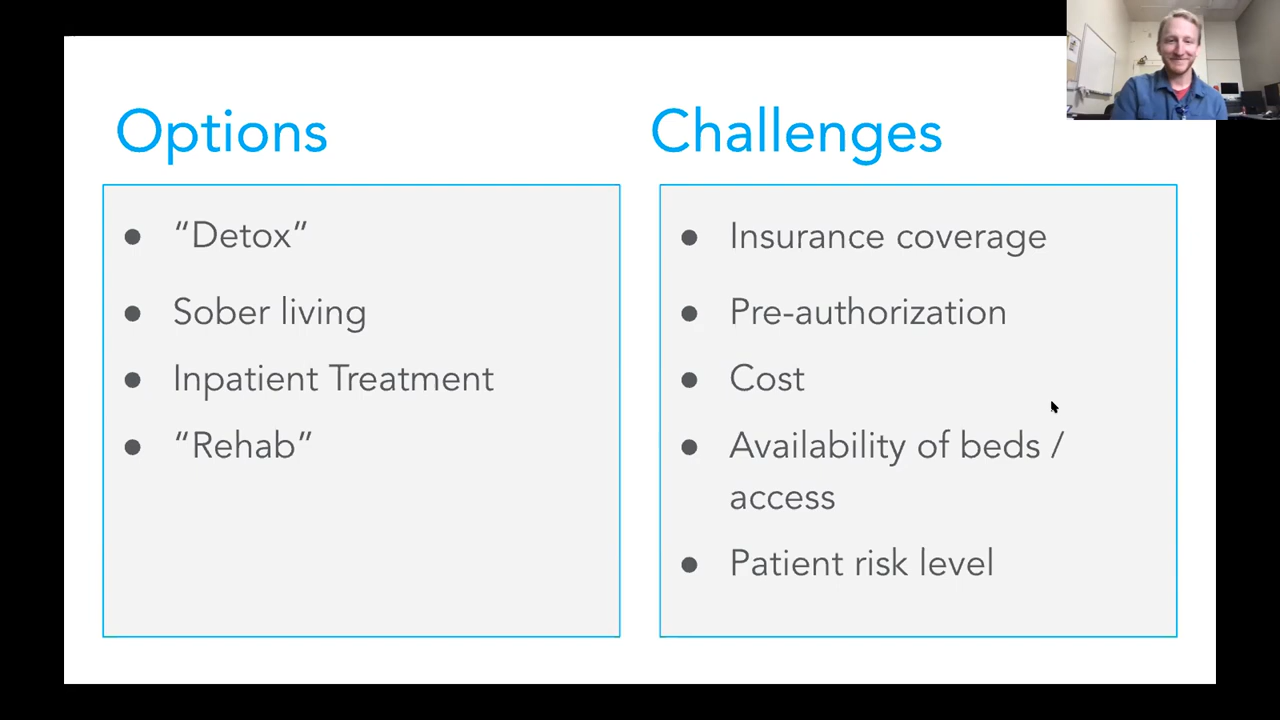 Options
“Detox”
Sober living
Inpatient Treatment
“Rehab”
Challenges
Insurance coverage
Pre-authorization
Cost
Availability of beds /
access
Patient risk level